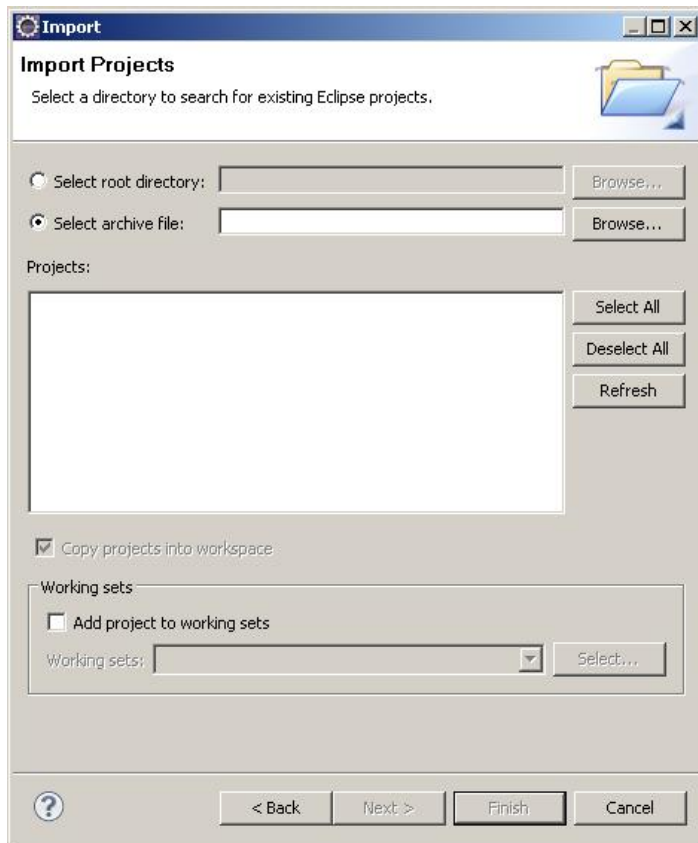 Import
Import Projects
Select a directory to search for existing Eclipse projects.
Select root directory: Browse...
Select archive file: Browse...
Projects:
Select All
Deselect All
Refresh
Copy projects into workspace
Working sets
Add project to working sets
Working sets: Select...
? < Back Next > Finish Cancel